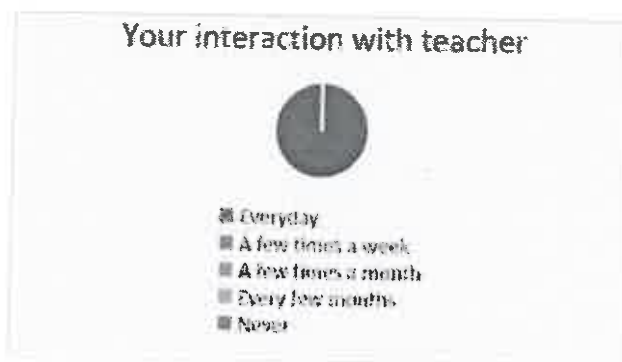 Your interaction with teacher
Everyday
A few times a week
A few times a month
Every few months
Never